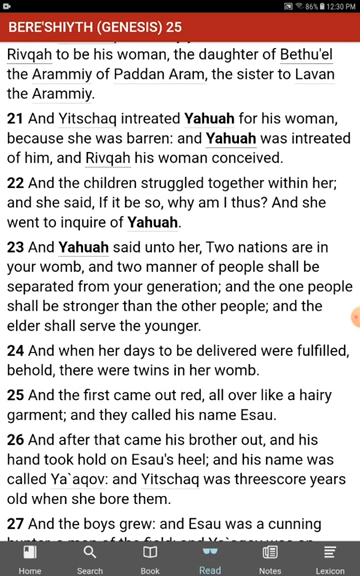 86% 12:30 PM
BERE'SHIYTH (GENESIS) 25
Rivqah to be his woman, the daughter of Bethu'el
the Arammiy of Paddan Aram, the sister to Lavan
the Arammiy.
21 And Yitschaq intreated Yahuah for his woman,
because she was barren: and Yahuah was intreated
of him, and Rivqah his woman conceived.
22 And the children struggled together within her;
and she said, If it be so, why am I thus? And she
went to inquire of Yahuah.
23 And Yahuah said unto her, Two nations are in
your womb, and two manner of people shall be
separated from your generation; and the one people
shall be stronger than the other people; and the
elder shall serve the younger.
24 And when her days to be delivered were fulfilled,
behold, there were twins in her womb.
25 And the first came out red, all over like a hairy
garment; and they called his name Esau.
26 And after that came his brother out, and his
hand took hold on Esau's heel; and his name was
called Ya`aqov: and Yitschaq was threescore years
old when she bore them.
27 And the boys grew: and Esau was a cunning
Home Search Book Read Notes Lexicon